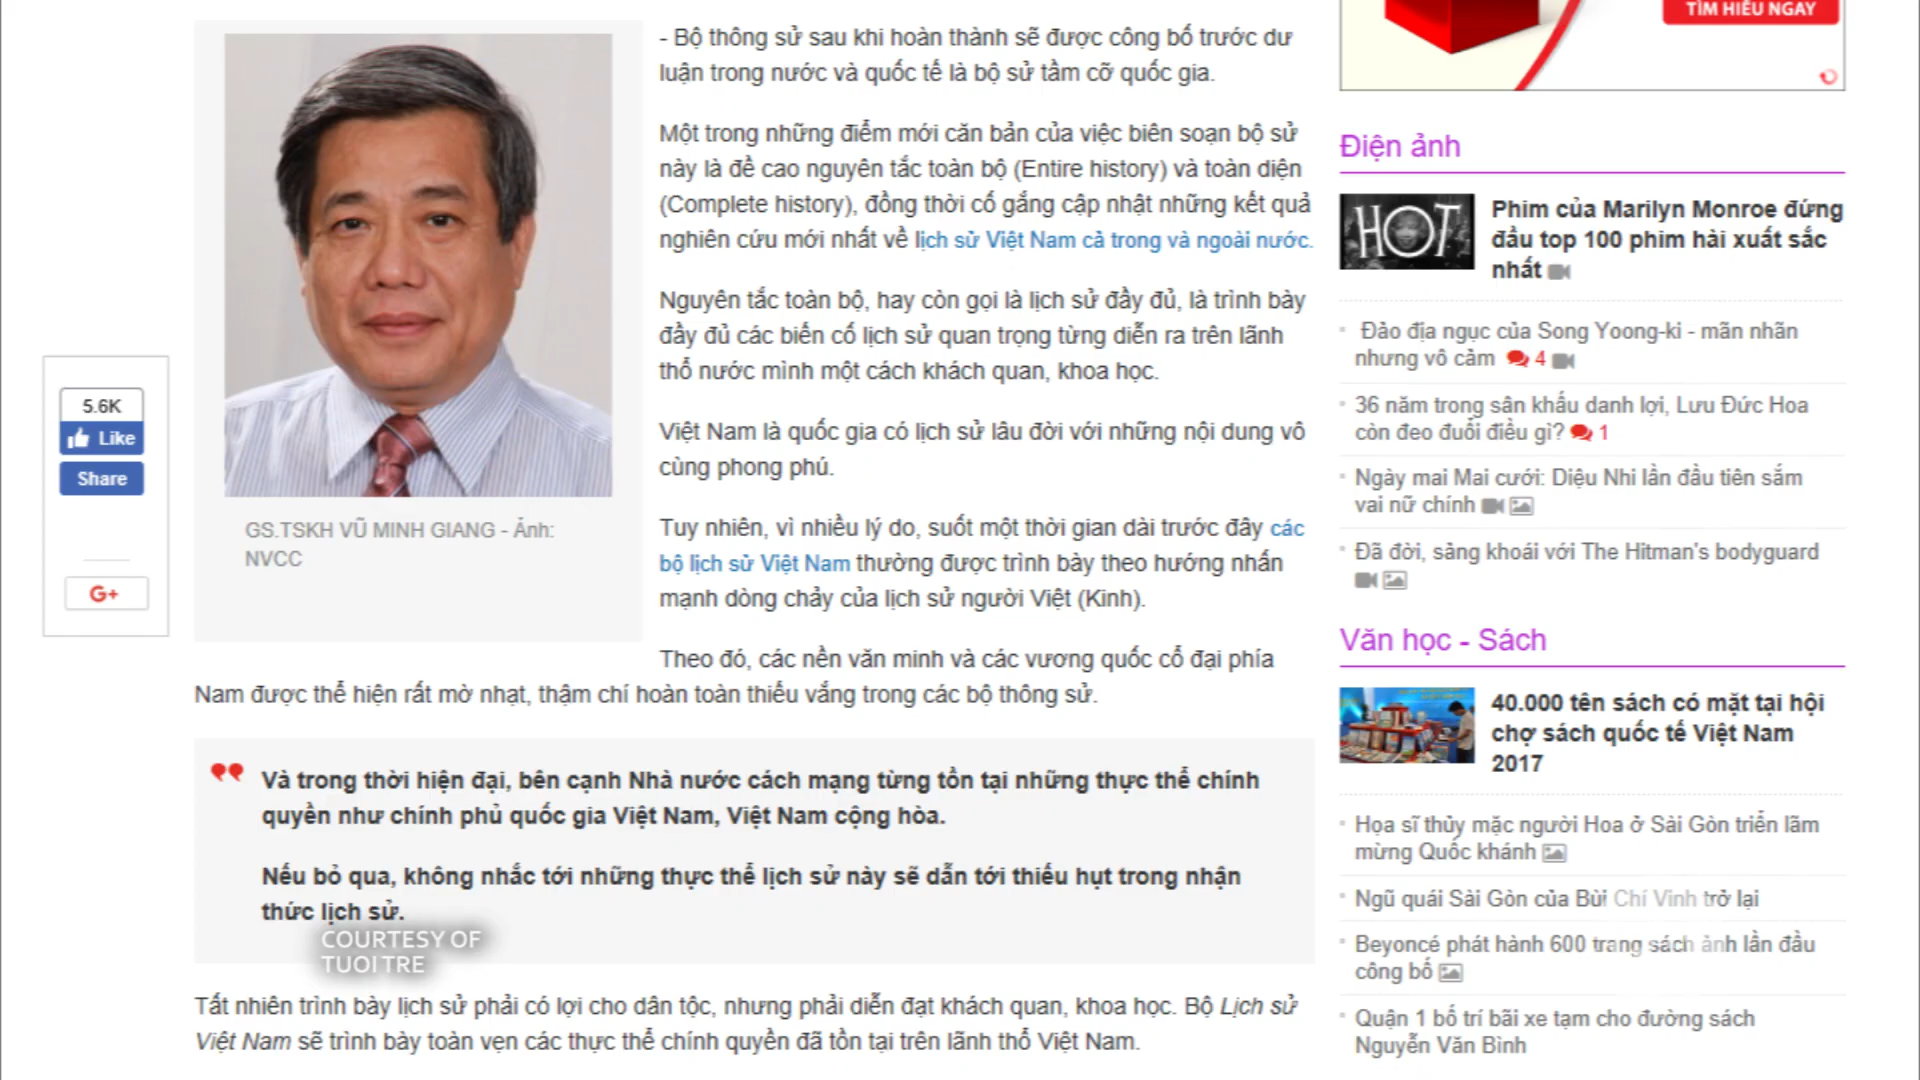 TÌM HIỂU NGAY
- Bộ thông sử sau khi hoàn thành sẽ được công bố trước dư
luận trong nước và quốc tế là bộ sử tầm cỡ quốc gia.
Một trong những điểm mới căn bản của việc biên soạn bộ sử
này là đề cao nguyên tắc toàn bộ (Entire history) và toàn diện
(Complete history), đồng thời cố gắng cập nhật những kết quả
nghiên cứu mới nhất về lịch sử Việt Nam cả trong và ngoài nước.
Nguyên tắc toàn bộ, hay còn gọi là lịch sử đầy đủ, là trình bày
đầy đủ các biến cố lịch sử quan trọng từng diễn ra trên lãnh
thổ nước mình một cách khách quan, khoa học.
Việt Nam là quốc gia có lịch sử lâu đời với những nội dung vô
cùng phong phú.
Tuy nhiên, vì nhiều lý do, suốt một thời gian dài trước đây các
bộ lịch sử Việt Nam thường được trình bày theo hướng nhấn
mạnh dòng chảy của lịch sử người Việt (Kinh).
Theo đó, các nền văn minh và các vương quốc cổ đại phía
Nam được thể hiện rất mờ nhạt, thậm chí hoàn toàn thiếu vắng trong các bộ thông sử.
GS.TSKH VŨ MINH GIANG - Ảnh:
NVCC
5.6K
Like
Share
G+
Và trong thời hiện đại, bên cạnh Nhà nước cách mạng từng tồn tại những thực thể chính
quyền như chính phủ quốc gia Việt Nam, Việt Nam cộng hòa.
Nếu bỏ qua, không nhắc tới những thực thể lịch sử này sẽ dẫn tới thiếu hụt trong nhận
thức lịch sử.
COURTESY OF
TUOI TRE
Tất nhiên trình bày lịch sử phải có lợi cho dân tộc, nhưng phải diễn đạt khách quan, khoa học. Bộ Lịch sử
Việt Nam sẽ trình bày toàn vẹn các thực thể chính quyền đã tồn tại trên lãnh thổ Việt Nam.
Điện ảnh
HOT
Phim của Marilyn Monroe đứng
đầu top 100 phim hài xuất sắc
nhất
Đảo địa ngục của Song Yoong-ki - mãn nhãn
nhưng vô cảm 4
36 năm trong sân khấu danh lợi, Lưu Đức Hoa
còn đeo đuổi điều gì? 1
Ngày mai Mai cưới: Diệu Nhi lần đầu tiên sắm
vai nữ chính
Đã đời, sảng khoái với The Hitman's bodyguard
Văn học - Sách
40.000 tên sách có mặt tại hội
chợ sách quốc tế Việt Nam
2017
Họa sĩ thủy mặc người Hoa ở Sài Gòn triển lãm
mừng Quốc khánh
Ngũ quái Sài Gòn của Bùi Chí Vinh trở lại
Beyoncé phát hành 600 trang sách ảnh lần đầu
công bố
Quận 1 bố trí bãi xe tạm cho đường sách
Nguyễn Văn Bình